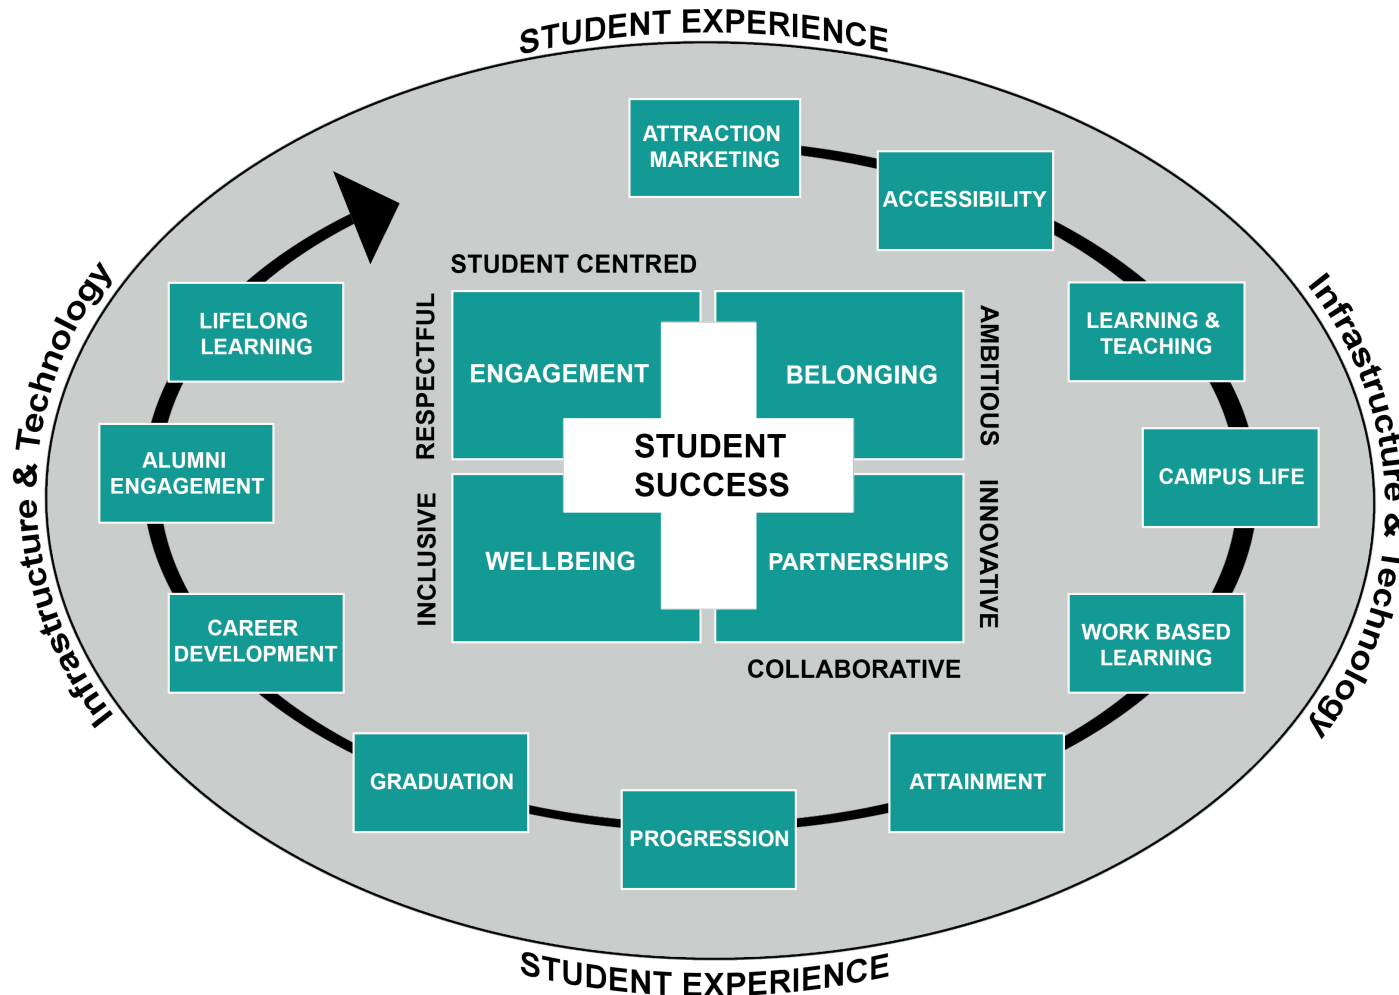 STUDENT EXPERIENCE
ATTRACTION
MARKETING
ACCESSIBILITY
LEARNING &
TEACHING
CAMPUS LIFE
WORK BASED
LEARNING
ATTAINMENT
PROGRESSION
GRADUATION
CAREER
DEVELOPMENT
ALUMNI
ENGAGEMENT
LIFELONG
LEARNING
STUDENT CENTRED
RESPECTFUL
INCLUSIVE
AMBITIOUS
INNOVATIVE
COLLABORATIVE
ENGAGEMENT
BELONGING
STUDENT
SUCCESS
WELLBEING
PARTNERSHIPS
Infrastructure & Technology
Infrastructure & Technology
STUDENT EXPERIENCE